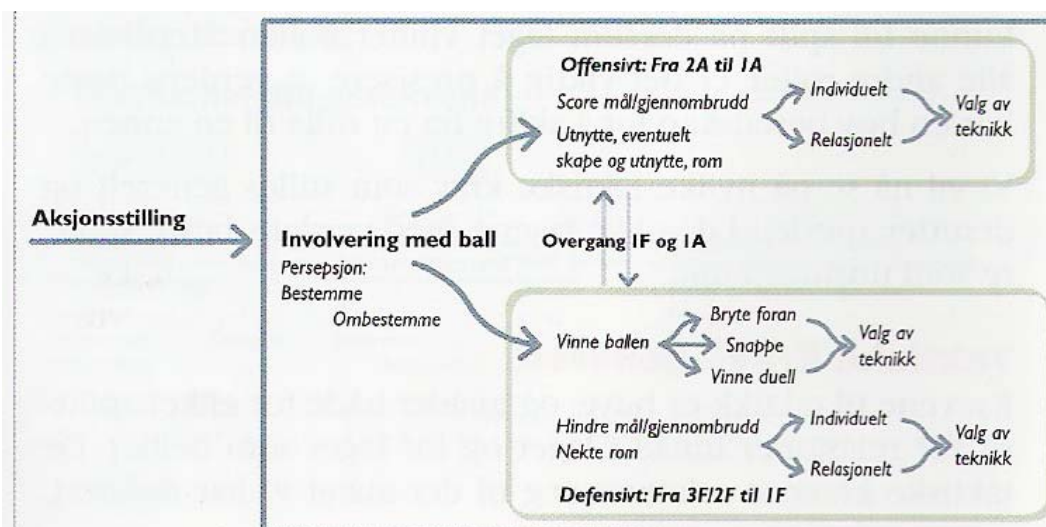 Offensivt: Fra 2A til 1A
Score mål/gjennombrudd
Utnytte, eventuelt
skape og utnytte, rom
Individuelt
Relasjonelt
Valg av
teknikk
Aksjonsstilling
Involvering med ball
Persepsjon:
Bestemme
Ombestemme
Overgang 1F og 1A
Vinne ballen
Bryte foran
Snappe
Vinne duell
Valg av
teknikk
Hindre mål/gjennombrudd
Nekte rom
Individuelt
Relasjonelt
Valg av
teknikk
Defensivt: Fra 3F/2F til 1F